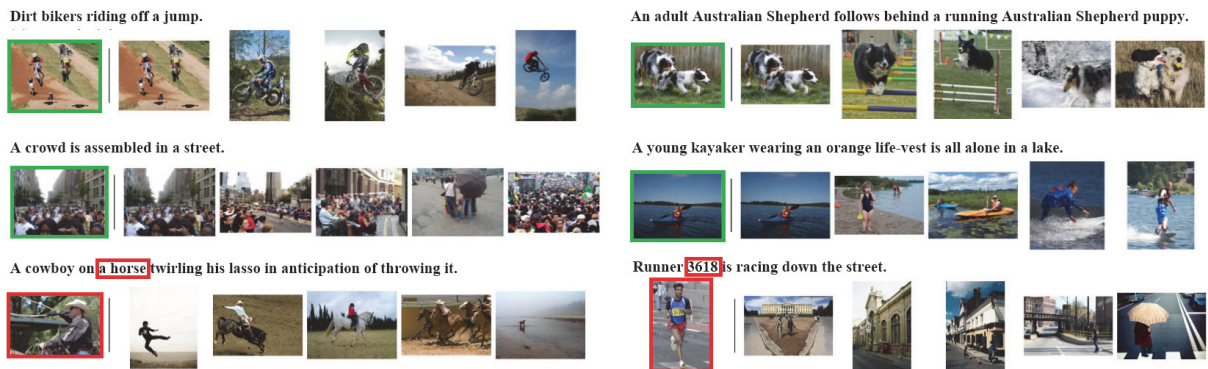 Dirt bikers riding off a jump.
A crowd is assembled in a street.
A cowboy on a horse twirling his lasso in anticipation of throwing it.
An adult Australian Shepherd follows behind a running Australian Shepherd puppy.
A young kayaker wearing an orange life-vest is all alone in a lake.
Runner 3618 is racing down the street.